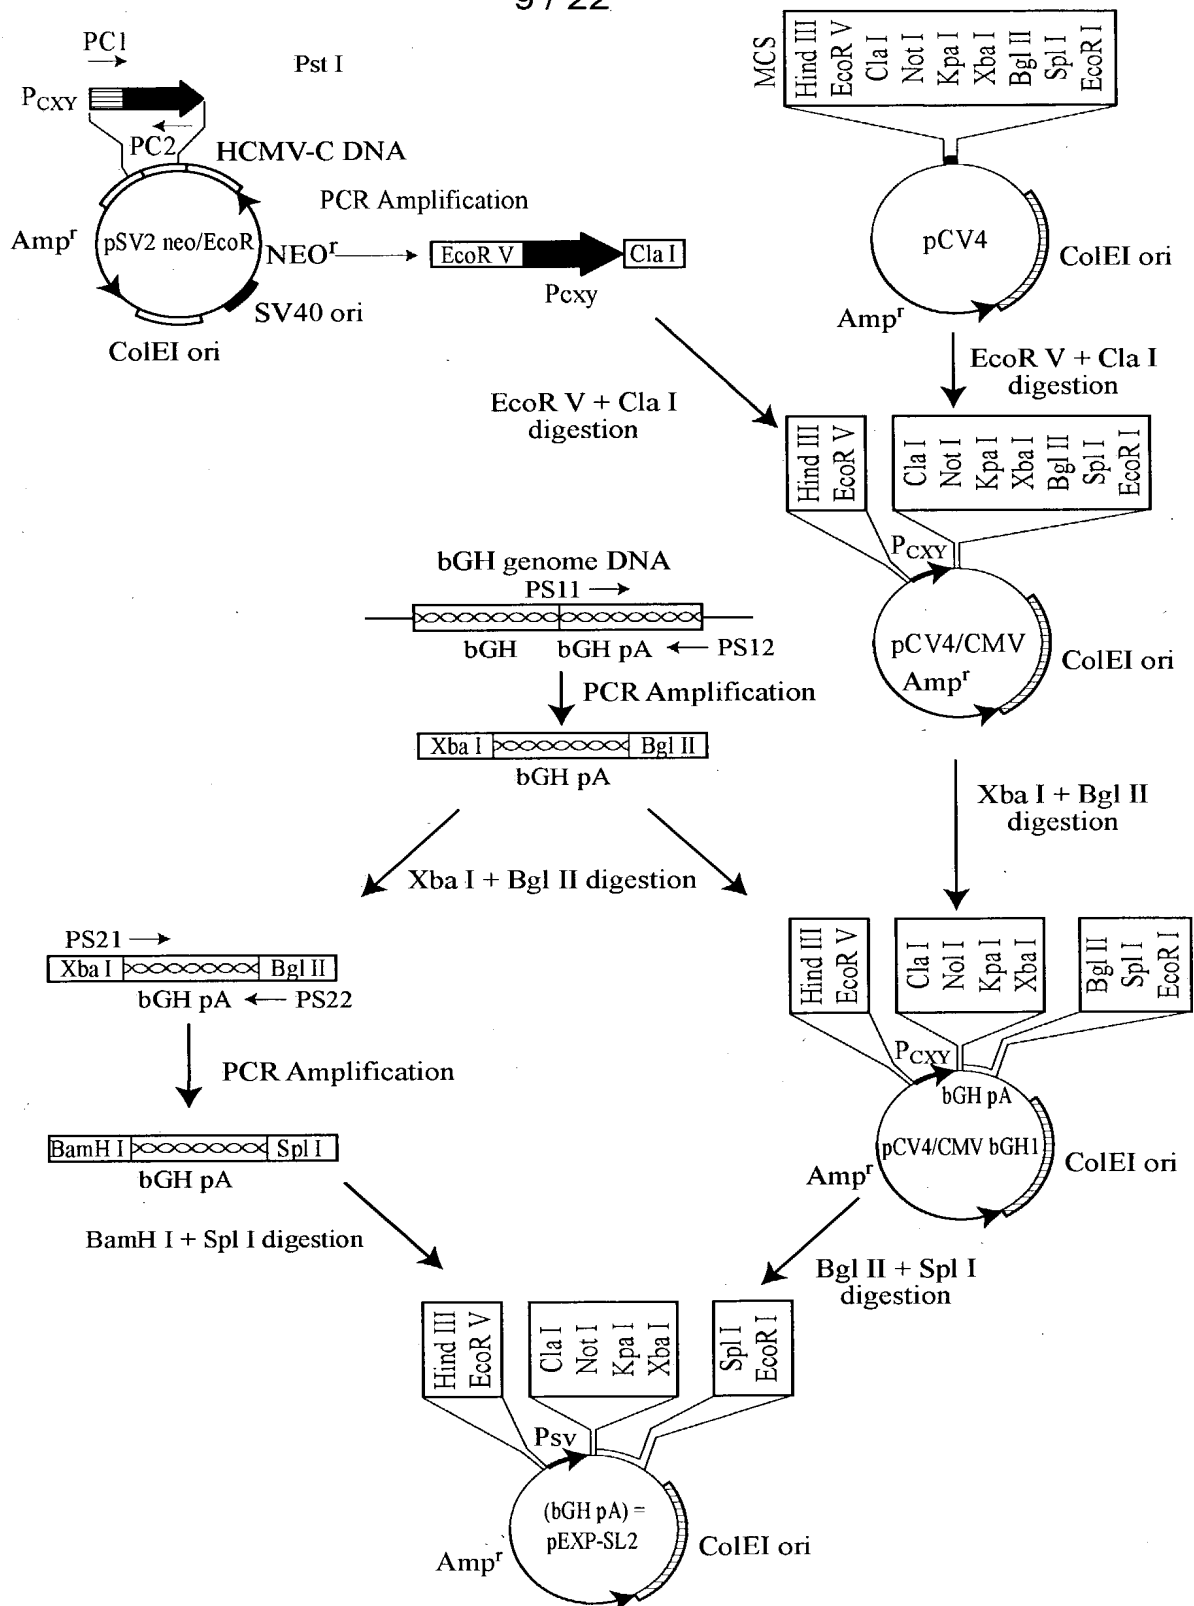 9 / 22
PC1
Pst I
PCXY
PC2
HCMV-C DNA
Ampr
pSV2 neo/EcoR
NEOr
SV40 ori
ColEI ori
PCR Amplification
EcoR V
Cla I
Pcxy
MCS
Hind III
EcoR V
Cla I
Not I
Kpa I
Xba I
Bgl II
Spl I
EcoR I
pCV4
ColEI ori
Ampr
EcoR V + Cla I
digestion
EcoR V + Cla I
digestion
Hind III
EcoR V
Cla I
Not I
Kpa I
Xba I
Bgl II
Spl I
EcoR I
PCXY
pCV4/CMV
Ampr
ColEI ori
bGH genome DNA
PS11
bGH
bGH pA
PS12
PCR Amplification
Xba I
Bgl II
bGH pA
Xba I + Bgl II
digestion
Xba I + Bgl II digestion
PS21
Xba I
Bgl II
bGH pA
PS22
PCR Amplification
BamH I
Spl I
bGH pA
BamH I + Spl I digestion
Hind III
EcoR V
Cla I
Nol I
Kpa I
Xba I
Bgl II
Spl I
EcoR I
PCXY
bGH pA
pCV4/CMV bGH1
Ampr
ColEI ori
Bgl II + Spl I
digestion
Hind III
EcoR V
Cla I
Not I
Kpa I
Xba I
Spl I
EcoR I
Psv
(bGH pA) =
pEXP-SL2
Ampr
ColEI ori